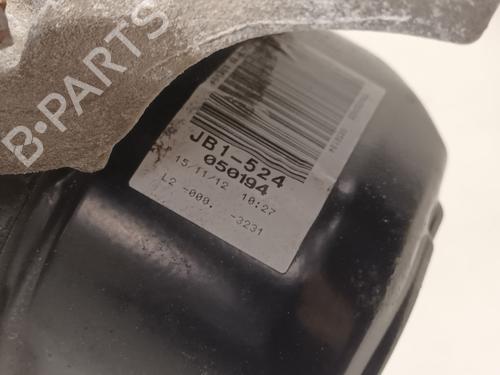 B-PARTS
JB1-524
050194
15/11/12 10:27
L2 -000. -3231